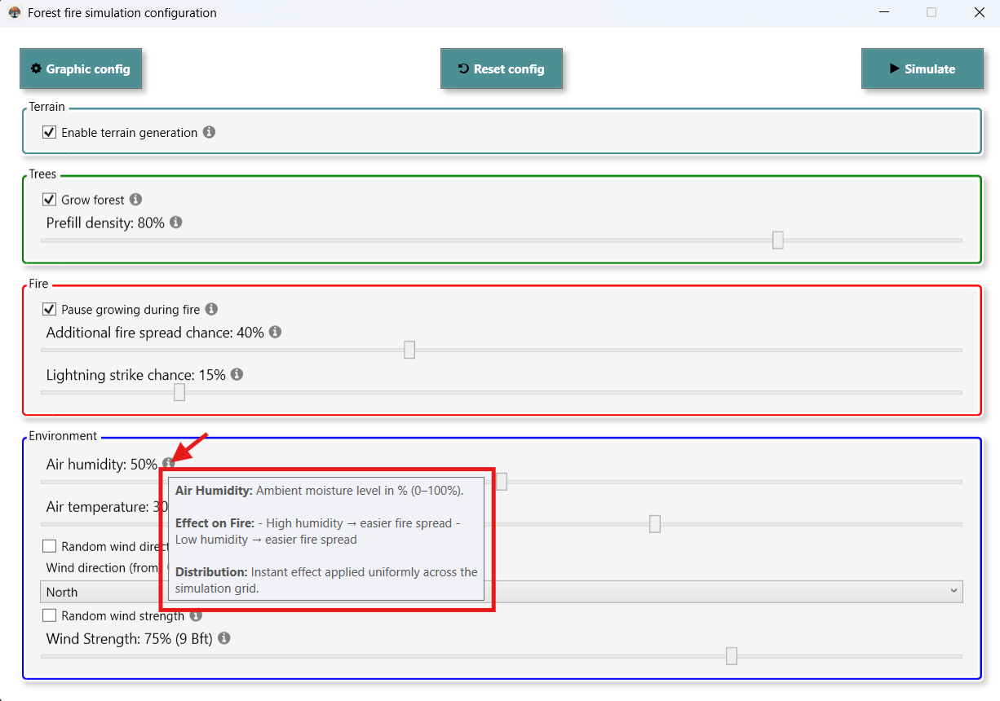 Forest fire simulation configuration
Graphic config
Reset config
Simulate
Terrain
Enable terrain generation
Trees
Grow forest
Prefill density: 80%
Fire
Pause growing during fire
Additional fire spread chance: 40%
Lightning strike chance: 15%
Environment
Air humidity: 50%
Air Humidity: Ambient moisture level in % (0–100%).
Effect on Fire: - High humidity → easier fire spread -
Low humidity → easier fire spread
Distribution: Instant effect applied uniformly across the
simulation grid.
Air temperature: 30
Random wind direct
Wind direction (from
North
Random wind strength
Wind Strength: 75% (9 Bft)